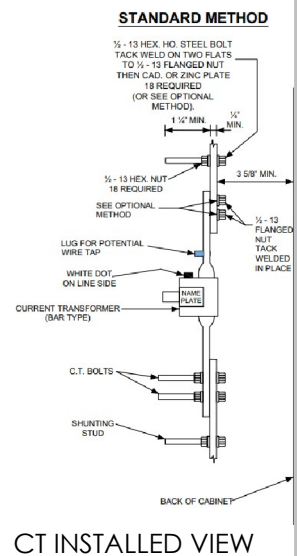 STANDARD METHOD
½ - 13 HEX. HO. STEEL BOLT
TACK WELD ON TWO FLATS
TO ½ - 13 FLANGED NUT
THEN CAD. OR ZINC PLATE
18 REQUIRED
(OR SEE OPTIONAL
METHOD).
1 ¼" MIN.
¼"
MIN.
3 5/8" MIN.
½ - 13 HEX. NUT
18 REQUIRED
SEE OPTIONAL
METHOD
½ - 13
FLANGED
NUT
TACK
WELDED
IN PLACE
LUG FOR POTENTIAL
WIRE TAP
WHITE DOT
ON LINE SIDE
NAME
PLATE
CURRENT TRANSFORMER
(BAR TYPE)
C.T. BOLTS
SHUNTING
STUD
BACK OF CABINET
CT INSTALLED VIEW